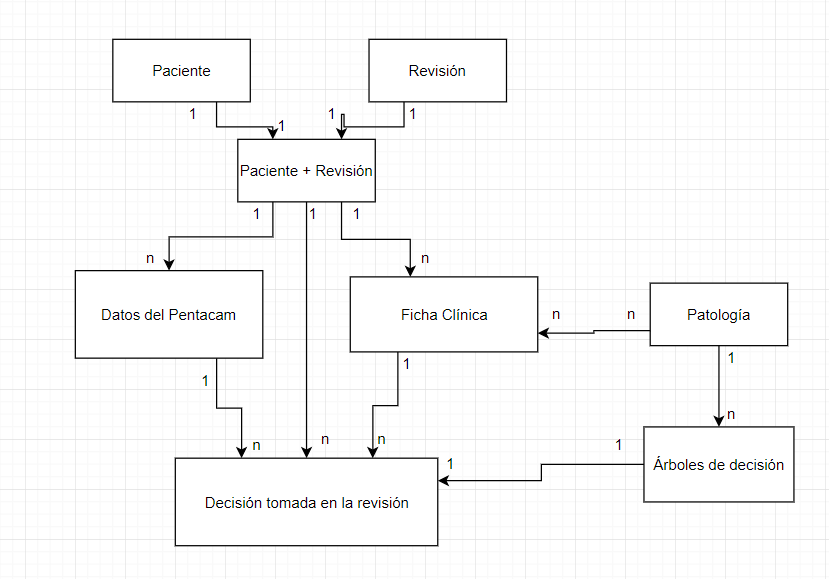 Paciente
Revisión
1
1
1
1
Paciente + Revisión
1
1
1
n
n
Datos del Pentacam
Ficha Clínica
n
n
Patología
1
1
1
n
n
n
n
1
1
Árboles de decisión
Decisión tomada en la revisión